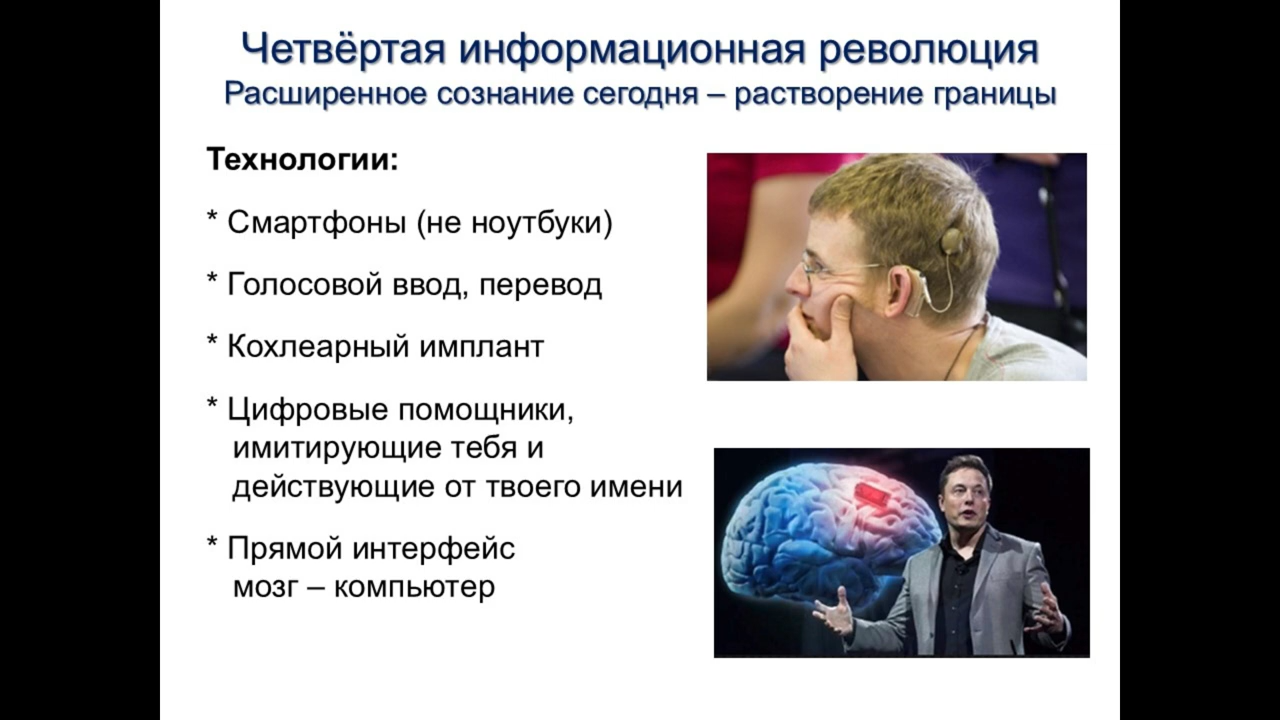 Четвёртая информационная революция
Расширенное сознание сегодня – растворение границы
Технологии:
* Смартфоны (не ноутбуки)
* Голосовой ввод, перевод
* Кохлеарный имплант
* Цифровые помощники,
имитирующие тебя и
действующие от твоего имени
* Прямой интерфейс
мозг – компьютер